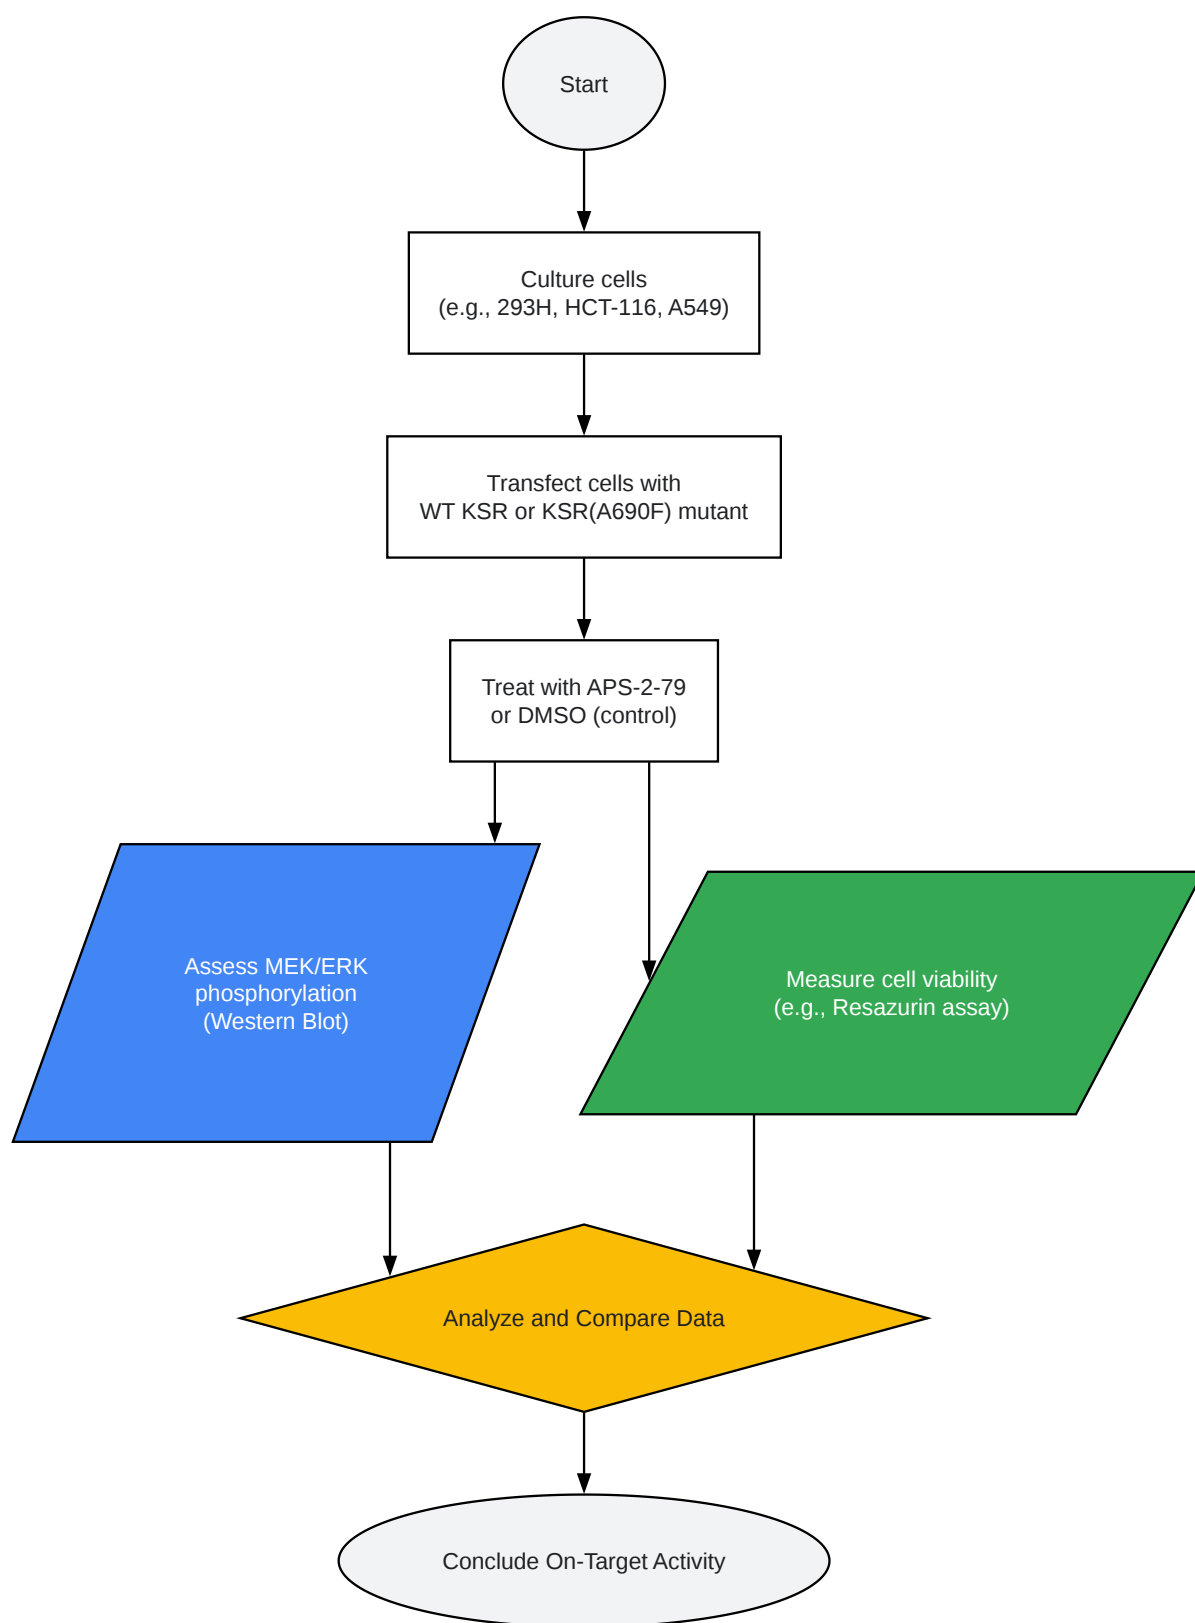 Start
Culture cells
(e.g., 293H, HCT-116, A549)
Transfect cells with
WT KSR or KSR(A690F) mutant
Treat with APS-2-79
or DMSO (control)
Assess MEK/ERK
phosphorylation
(Western Blot)
Measure cell viability
(e.g., Resazurin assay)
Analyze and Compare Data
Conclude On-Target Activity